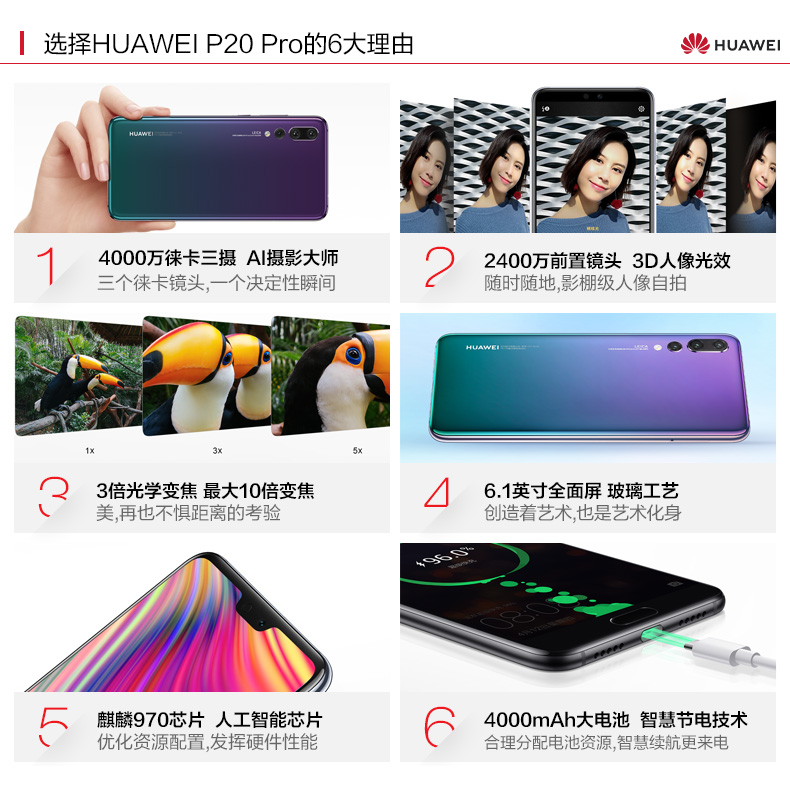 选择HUAWEI P20 Pro的6大理由
HUAWEI
HUAWEI
LEICA
1
4000万徕卡三摄 AI摄影大师
三个徕卡镜头,一个决定性瞬间
2
2400万前置镜头 3D人像光效
随时随地,影棚级人像自拍
1x
3x
5x
3
3倍光学变焦 最大10倍变焦
美,再也不惧距离的考验
HUAWEI
LEICA
4
6.1英寸全面屏 玻璃工艺
创造着艺术,也是艺术化身
5
麒麟970芯片 人工智能芯片
优化资源配置,发挥硬件性能
96.0%
08:08
6
4000mAh大电池 智慧节电技术
合理分配电池资源,智慧续航更来电